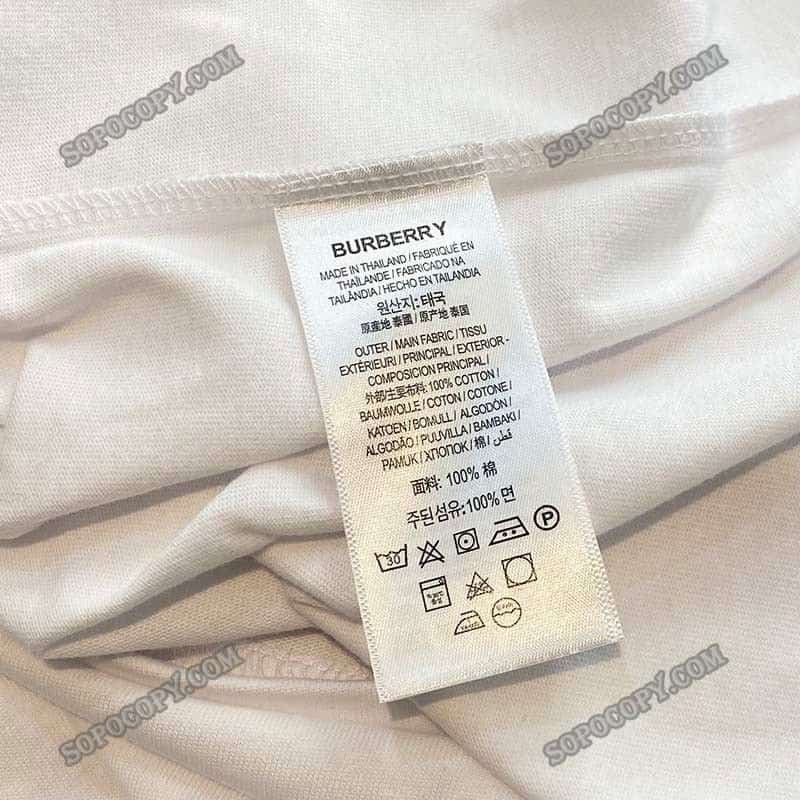 SOPOCOPY.COM
SOPOCOPY.COM
BURBERRY
MADE IN THAILAND / FABRIQUÉ EN
THAÏLANDE / FABRICADO NA
TAILÂNDIA / HECHO EN TAILANDIA
원산지: 태국
原産地 泰國 / 原产地 泰国
OUTER / MAIN FABRIC / TISSU
EXTÉRIEUR / PRINCIPAL / EXTERIOR -
COMPOSICION PRINCIPAL /
外部/主要布料: 100% COTTON /
BAUMWOLLE / COTON / COTONE /
KATOEN / BOMULL / ALGODÓN /
ALGODÃO / PUUVILLA / BAMBAKI /
PAMUK / ХЛОПОК / 棉 / قطن
面料: 100% 棉
주된섬유:100% 면
30
P
SOPOCOPY.COM
SOPOCOPY.COM